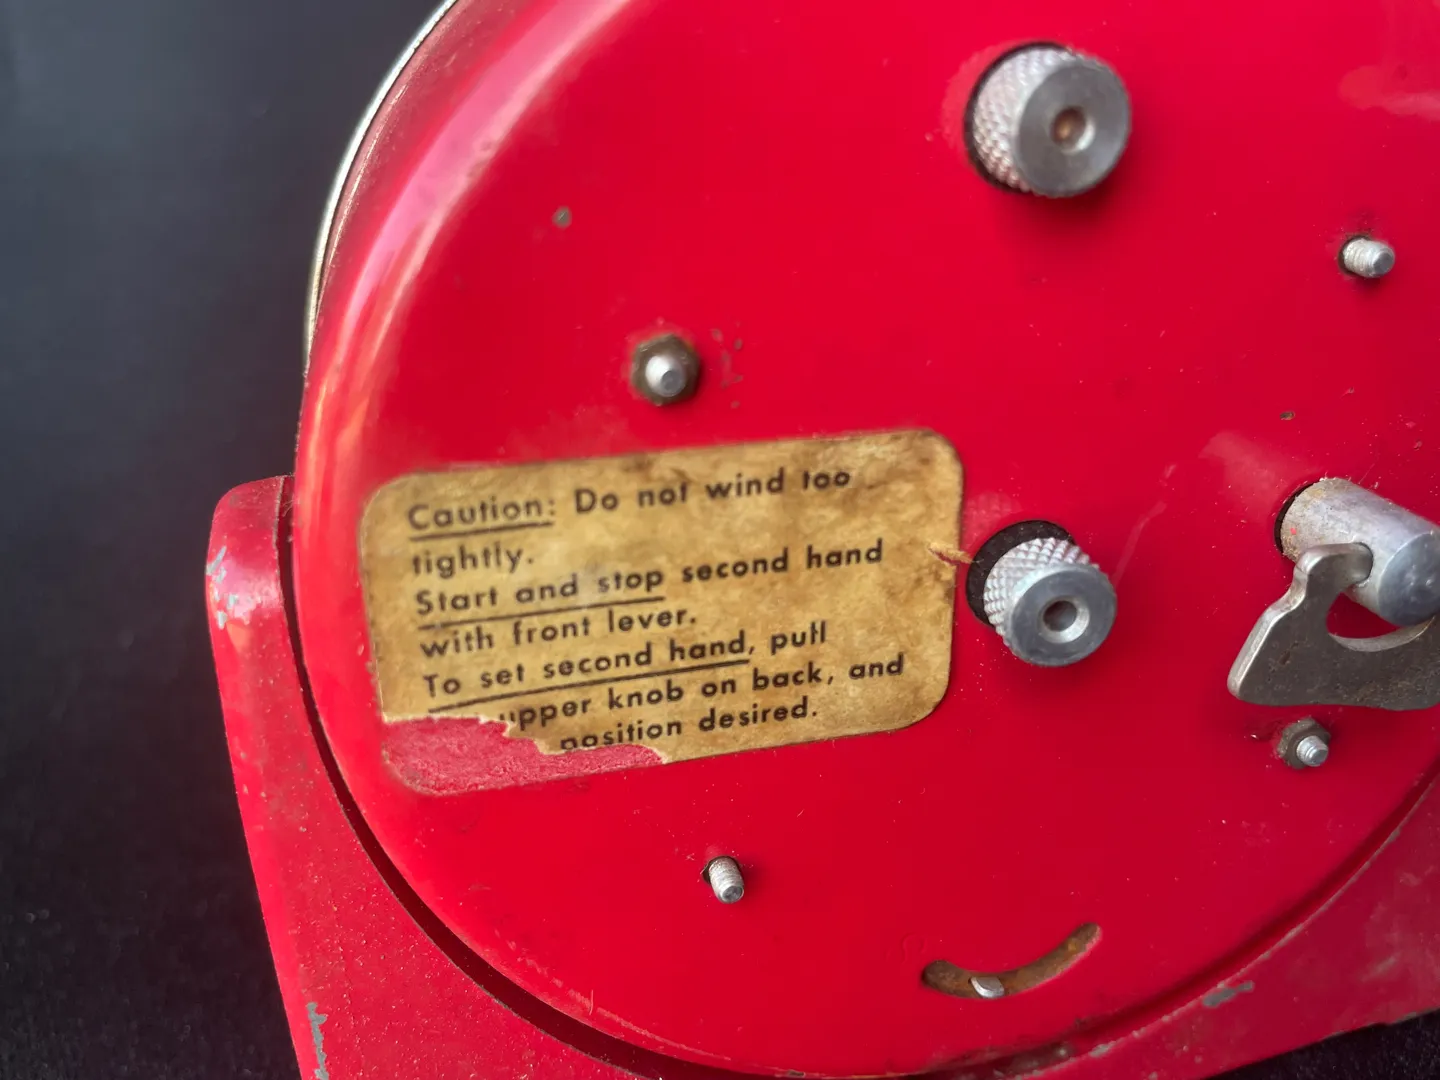 Caution: Do not wind too
tightly.
Start and stop second hand
with front lever.
To set second hand, pull
upper knob on back, and
position desired.